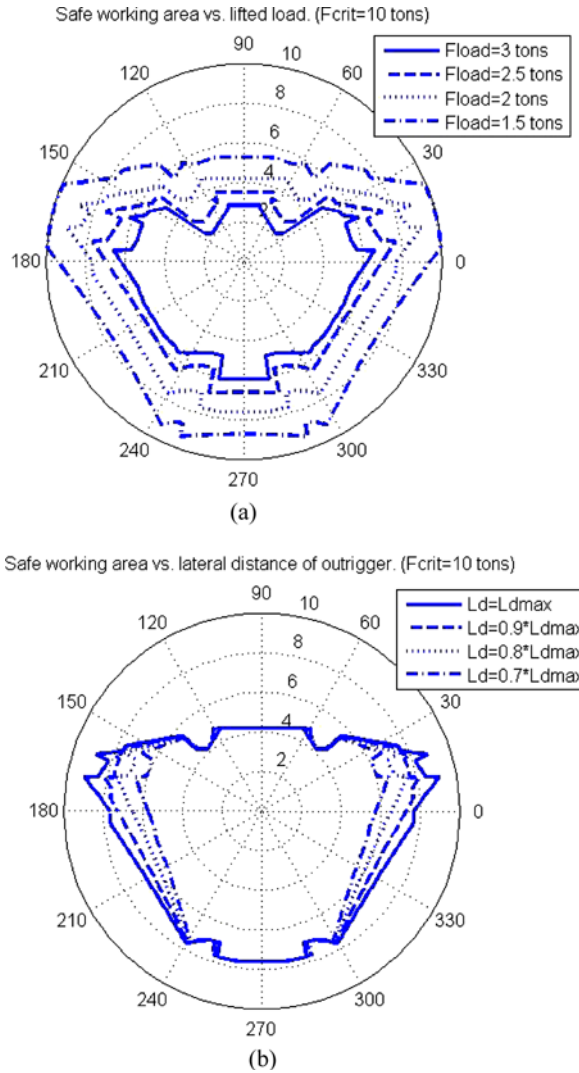 Safe working area vs. lifted load. (Fcrit=10 tons)
90
10
120
60
8
6
150
4
30
180
0
210
330
240
300
270
Fload=3 tons
Fload=2.5 tons
Fload=2 tons
Fload=1.5 tons
(a)
Safe working area vs. lateral distance of outrigger. (Fcrit=10 tons)
90
10
120
8
6
150
4
30
2
180
0
210
330
240
300
270
Ld=Ldmax
Ld=0.9*Ldmax
Ld=0.8*Ldmax
Ld=0.7*Ldmax
(b)